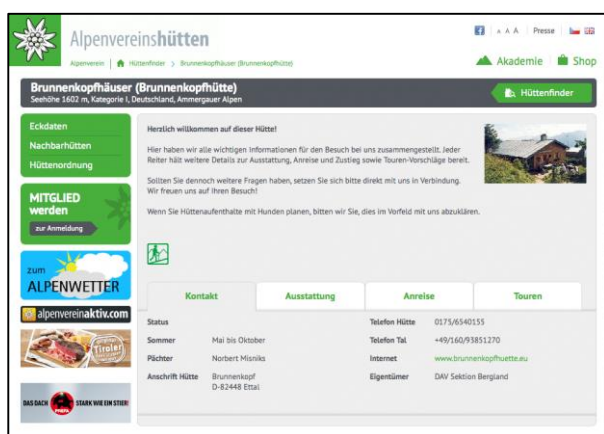 Alpenvereinshütten
A A A Presse
Alpenverein | Hüttenfinder > Brunnenkopfhäuser (Brunnenkopfhütte)
Akademie Shop
Brunnenkopfhäuser (Brunnenkopfhütte)
Seehöhe 1602 m, Kategorie I, Deutschland, Ammergauer Alpen
Hüttenfinder
Eckdaten
Nachbarhütten
Hüttenordnung
MITGLIED
werden
zur Anmeldung
zum
ALPENWETTER
alpenvereinaktiv.com
Tiroler
DAS DACH PREFA STARK WIE EIN STIER!
Herzlich willkommen auf dieser Hütte!
Hier haben wir alle wichtigen Informationen für den Besuch bei uns zusammengestellt. Jeder
Reiter hält weitere Details zur Ausstattung, Anreise und Zustieg sowie Touren-Vorschläge bereit.
Sollten Sie dennoch weitere Fragen haben, setzen Sie sich bitte direkt mit uns in Verbindung.
Wir freuen uns auf Ihren Besuch!
Wenn Sie Hüttenaufenthalte mit Hunden planen, bitten wir Sie, dies im Vorfeld mit uns abzuklären.
Kontakt Ausstattung Anreise Touren
Status Telefon Hütte 0175/6540155
Sommer Mai bis Oktober Telefon Tal +49/160/93851270
Pächter Norbert Misniks Internet www.brunnenkopfhuette.eu
Anschrift Hütte Brunnenkopf Eigentümer DAV Sektion Bergland
D-82448 Ettal